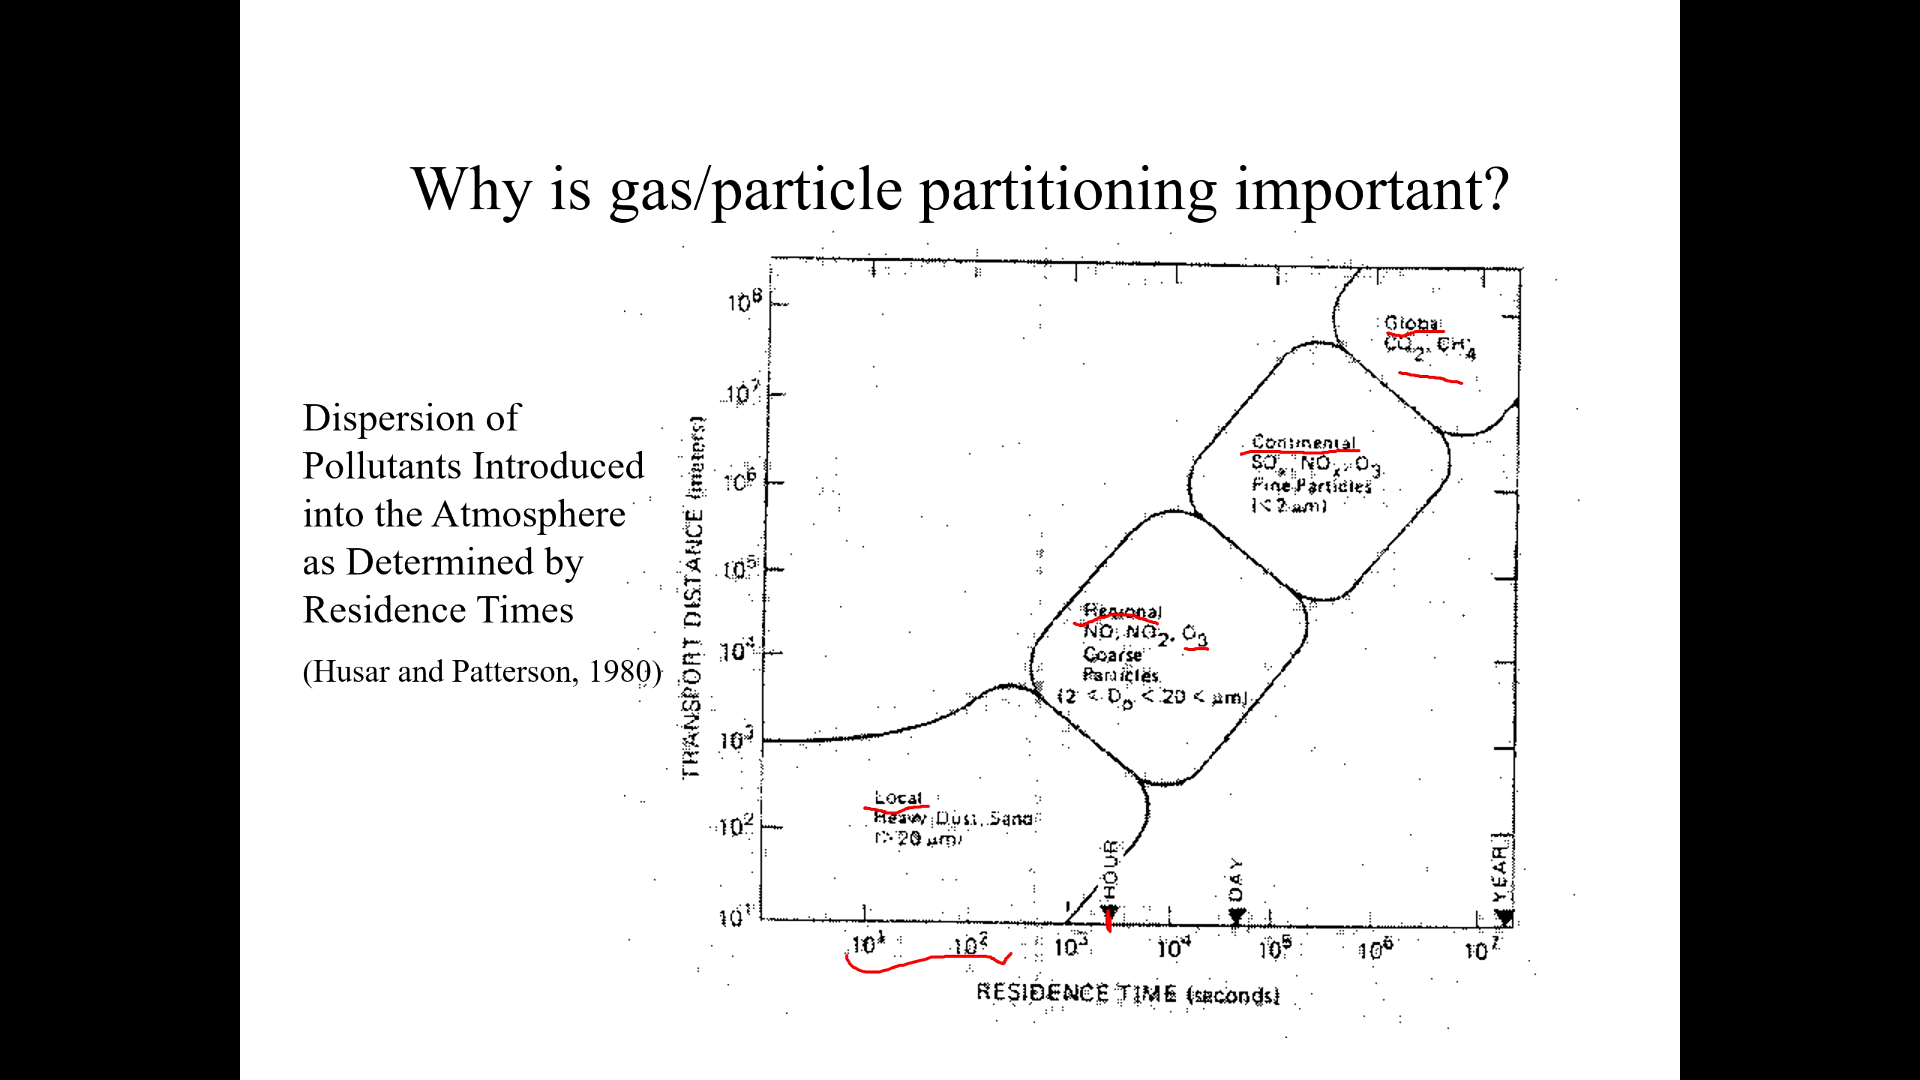 Why is gas/particle partitioning important?
Dispersion of
Pollutants Introduced
into the Atmosphere
as Determined by
Residence Times
(Husar and Patterson, 1980)
TRANSPORT DISTANCE (meters)
10⁸
10⁷
10⁶
10⁵
10⁴
10³
10²
10¹
Global
CO₂, CH₄
Continental
SOₓ, NOₓ, O₃
Fine Particles
(<2 µm)
Regional
NO, NO₂, O₃
Coarse
Particles
(2 < Dₚ < 20 < µm)
Local
Heavy Dust, Sand
(>20 µm)
HOUR
DAY
YEAR
10¹ 10² 10³ 10⁴ 10⁵ 10⁶ 10⁷
RESIDENCE TIME (seconds)